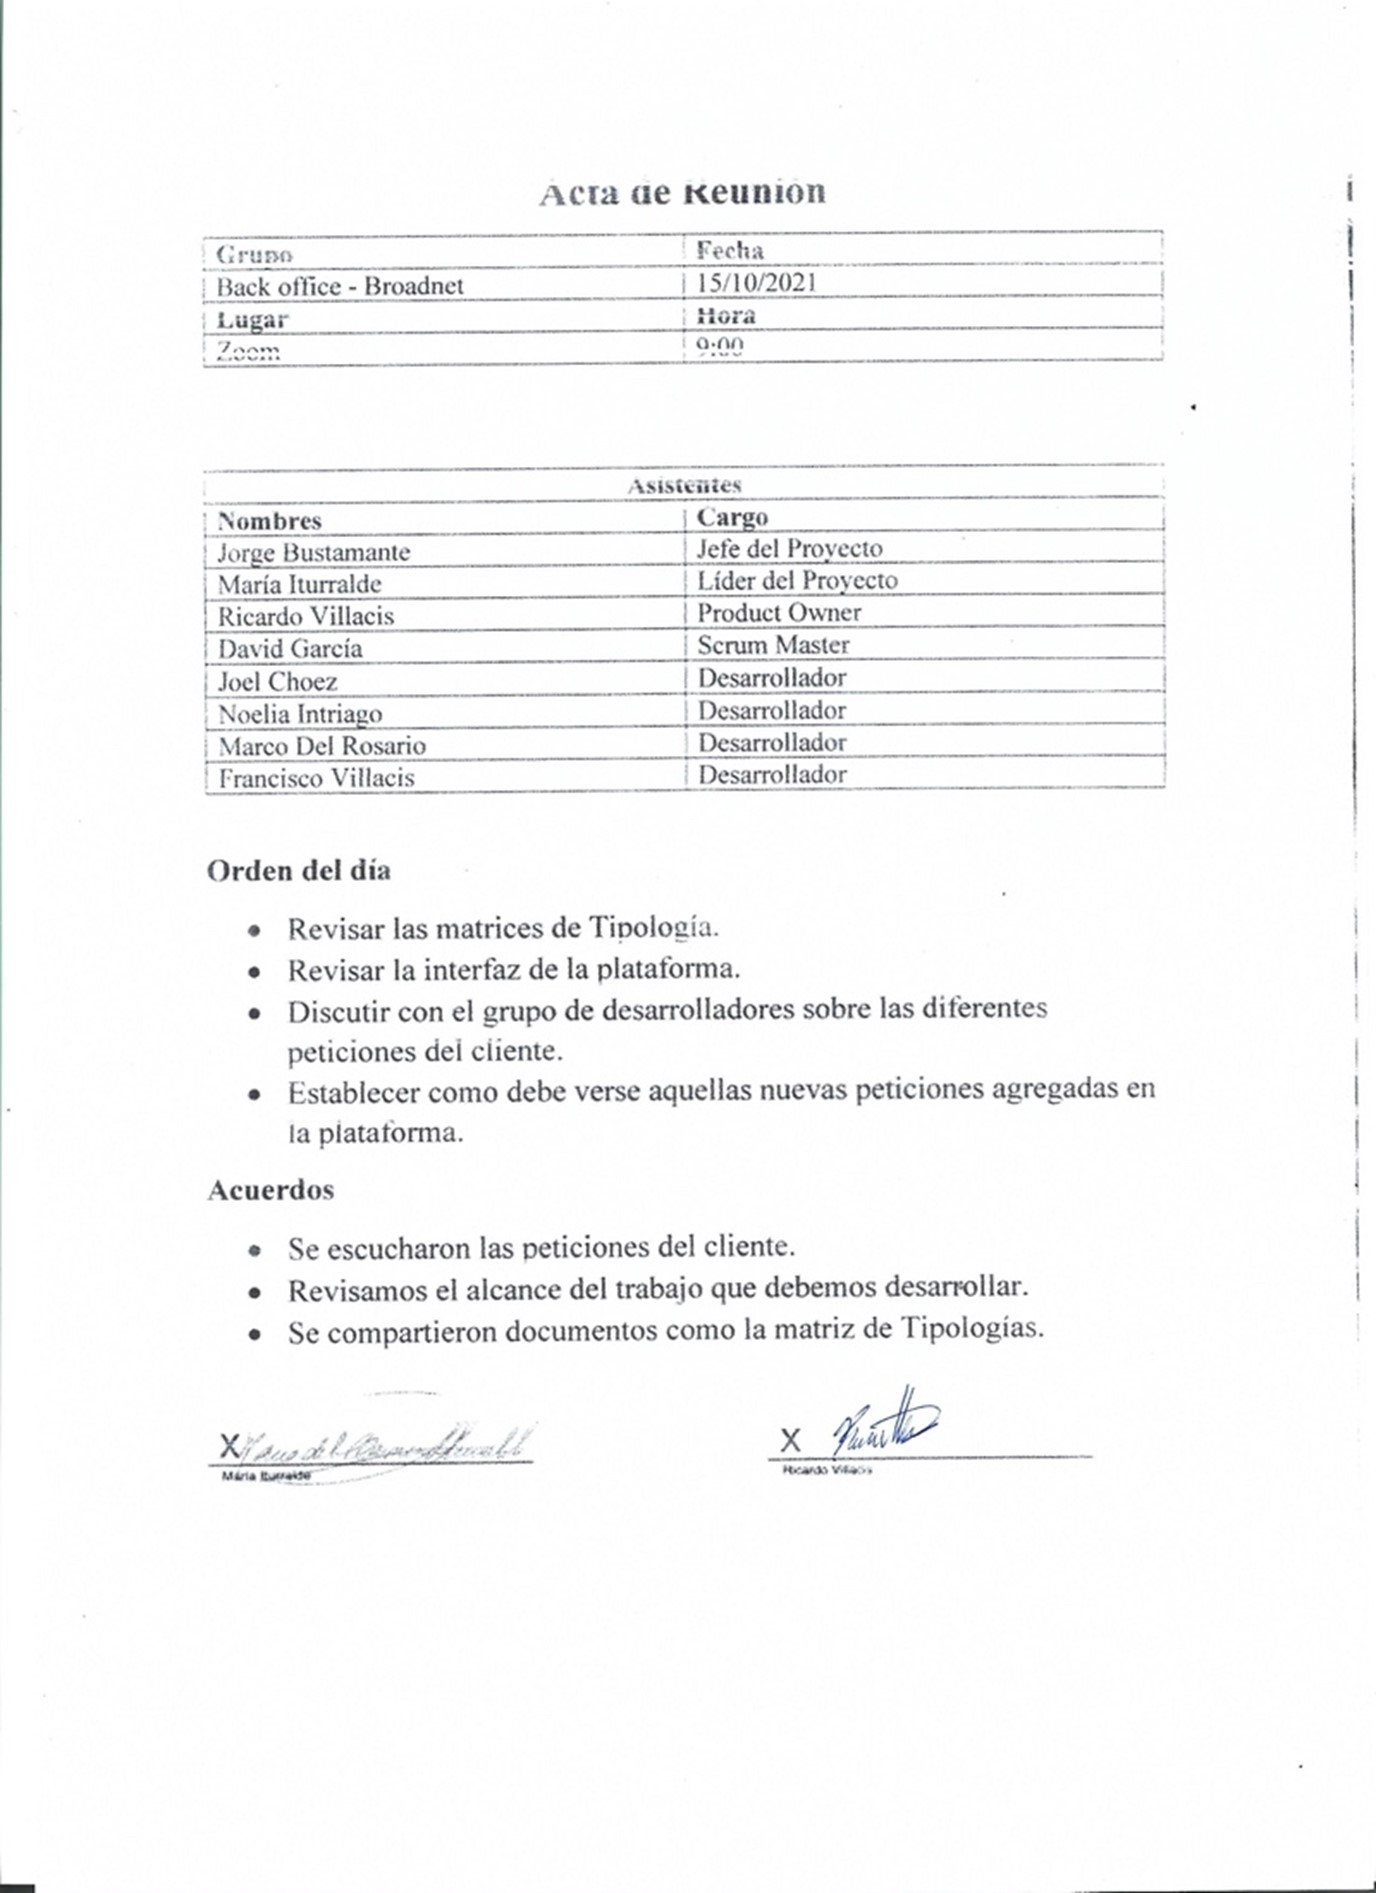 Acta de Reunión
Grupo Fecha
Back office - Broadnet 15/10/2021
Lugar Hora
Zoom 9:00
Asistentes
Nombres Cargo
Jorge Bustamante Jefe del Proyecto
María Iturralde Líder del Proyecto
Ricardo Villacis Product Owner
David García Scrum Master
Joel Choez Desarrollador
Noelia Intriago Desarrollador
Marco Del Rosario Desarrollador
Francisco Villacis Desarrollador
Orden del día
• Revisar las matrices de Tipología.
• Revisar la interfaz de la plataforma.
• Discutir con el grupo de desarrolladores sobre las diferentes
peticiones del cliente.
• Establecer como debe verse aquellas nuevas peticiones agregadas en
la plataforma.
Acuerdos
• Se escucharon las peticiones del cliente.
• Revisamos el alcance del trabajo que debemos desarrollar.
• Se compartieron documentos como la matriz de Tipologías.
X X
María Iturralde Ricardo Villacis